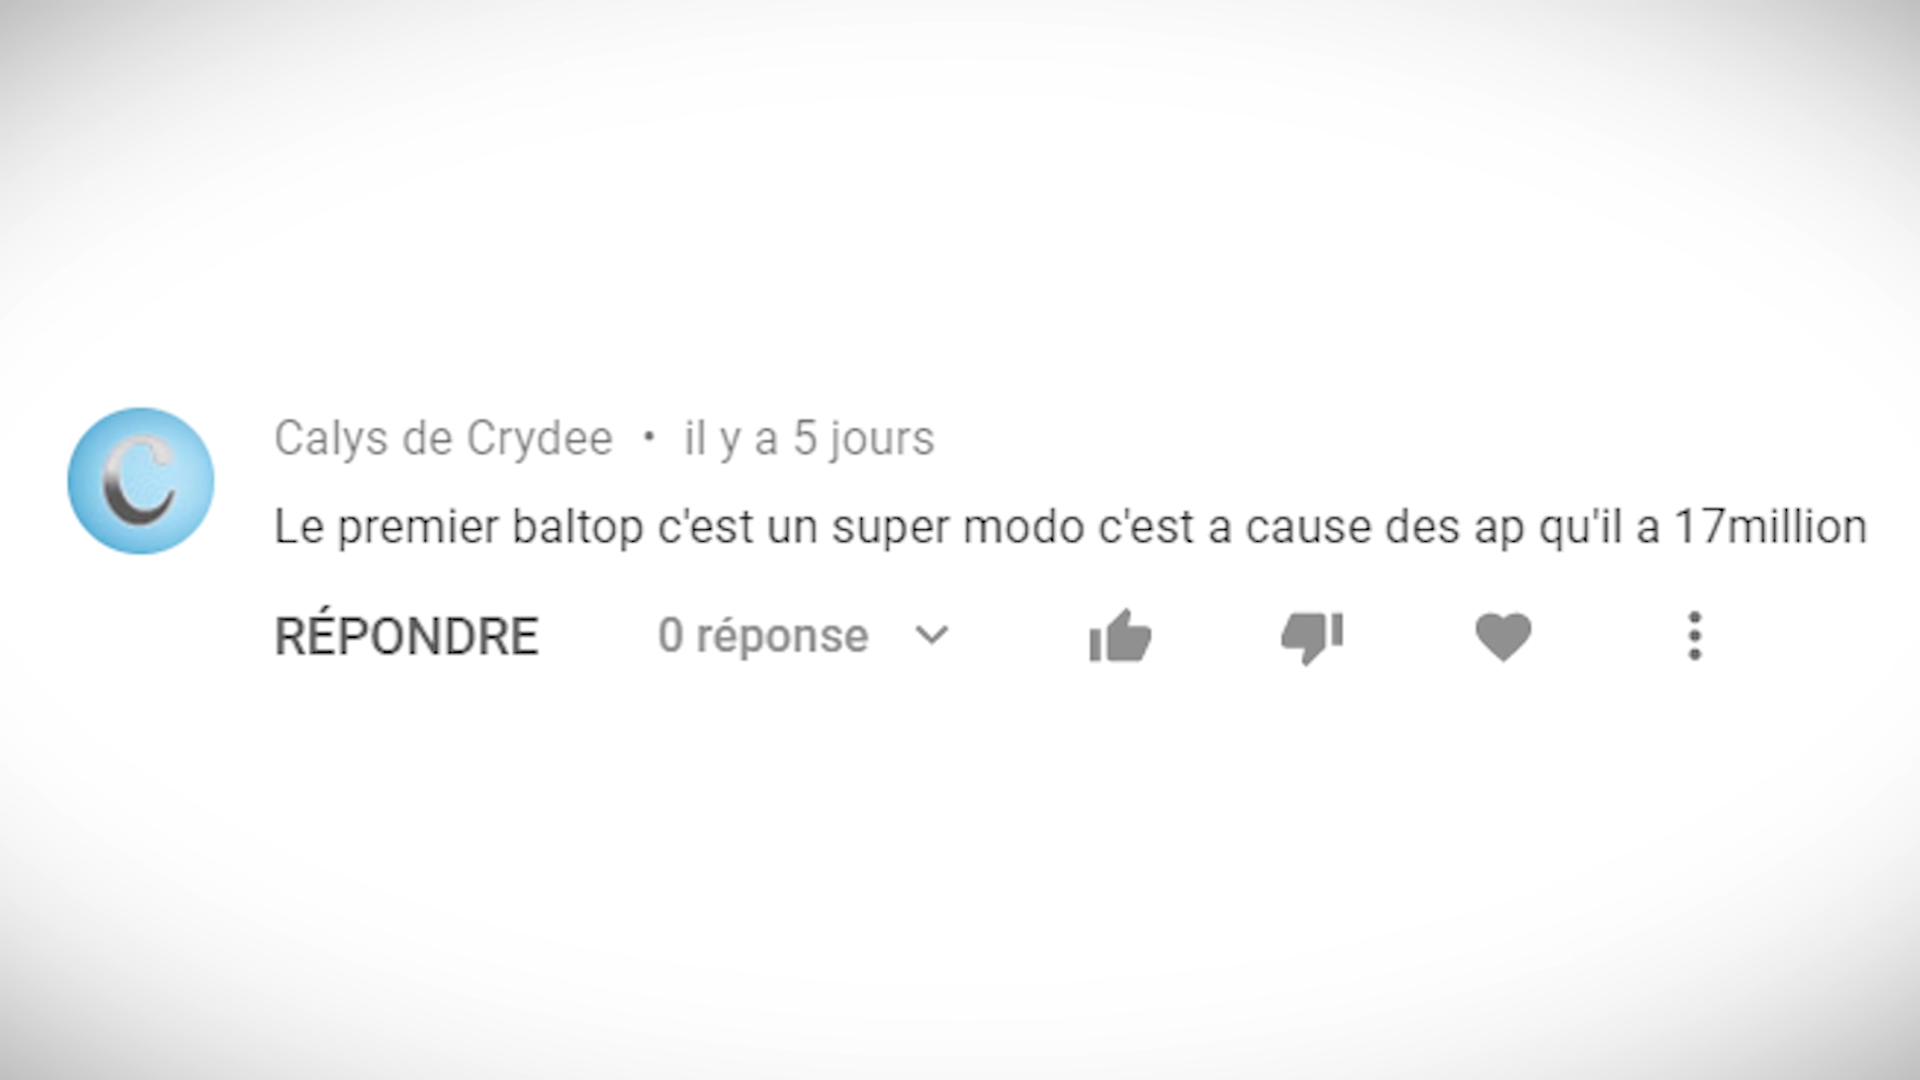 C
Calys de Crydee • il y a 5 jours
Le premier baltop c'est un super modo c'est a cause des ap qu'il a 17million
RÉPONDRE 0 réponse